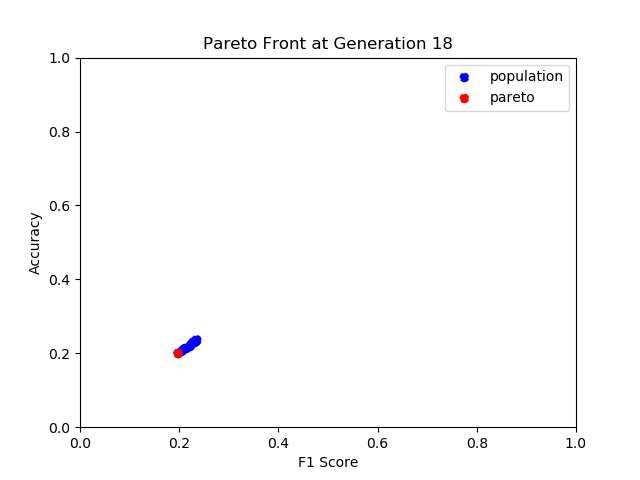 Pareto Front at Generation 18
population
pareto
Accuracy
1.0
0.8
0.6
0.4
0.2
0.0
0.0 0.2 0.4 0.6 0.8 1.0
F1 Score